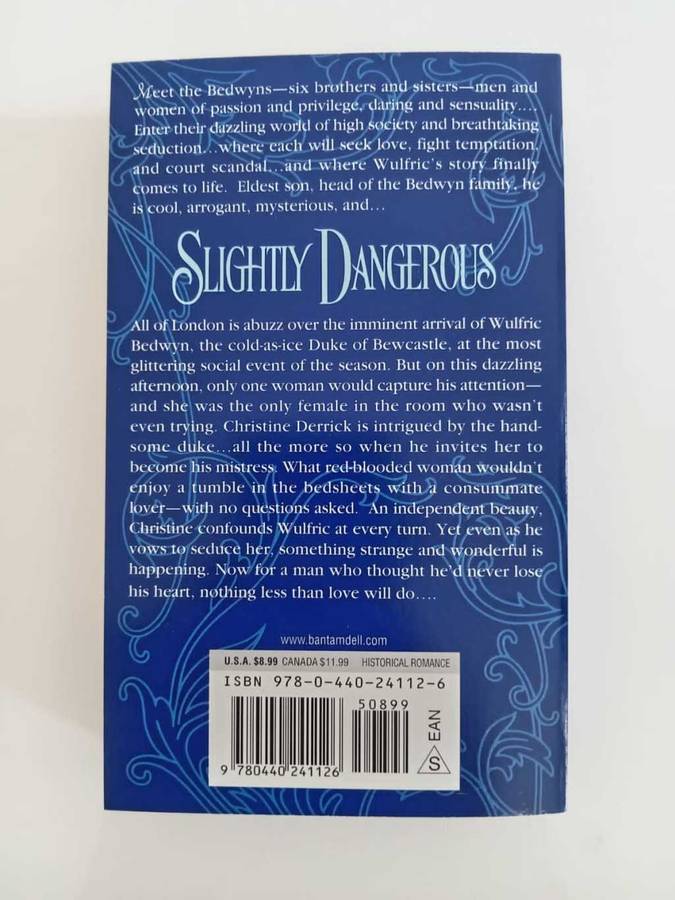 Meet the Bedwyns—six brothers and sisters—men and
women of passion and privilege, daring and sensuality....
Enter their dazzling world of high society and breathtaking
seduction...where each will seek love, fight temptation,
and court scandal...and where Wulfric's story finally
comes to life. Eldest son, head of the Bedwyn family, he
is cool, arrogant, mysterious, and...
SLIGHTLY DANGEROUS
All of London is abuzz over the imminent arrival of Wulfric
Bedwyn, the cold-as-ice Duke of Bewcastle, at the most
glittering social event of the season. But on this dazzling
afternoon, only one woman would capture his attention—
and she was the only female in the room who wasn't
even trying. Christine Derrick is intrigued by the hand-
some duke...all the more so when he invites her to
become his mistress. What red-blooded woman wouldn't
enjoy a tumble in the bedsheets with a consummate
lover—with no questions asked. An independent beauty,
Christine confounds Wulfric at every turn. Yet even as he
vows to seduce her, something strange and wonderful is
happening. Now for a man who thought he'd never lose
his heart, nothing less than love will do....
www.bantamdell.com
U.S.A. $8.99 CANADA $11.99 HISTORICAL ROMANCE
ISBN 978-0-440-24112-6
50899
9 780440 241126
EAN
S